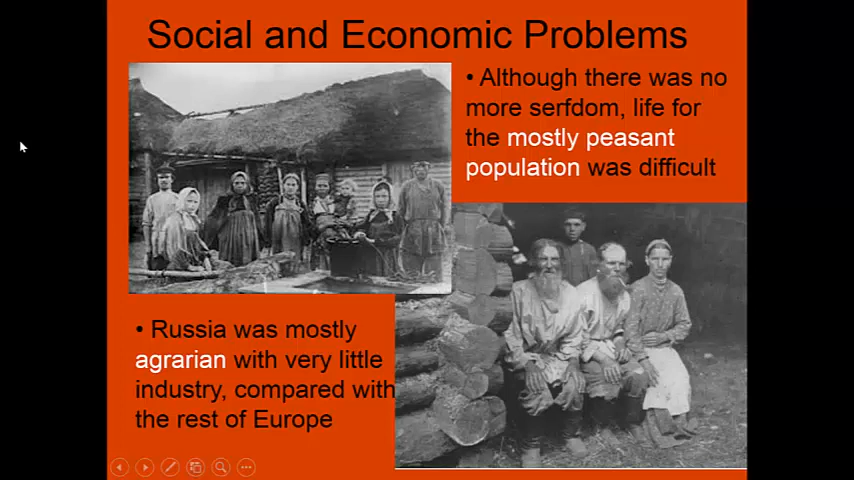 Social and Economic Problems
• Although there was no
more serfdom, life for
the mostly peasant
population was difficult
• Russia was mostly
agrarian with very little
industry, compared with
the rest of Europe